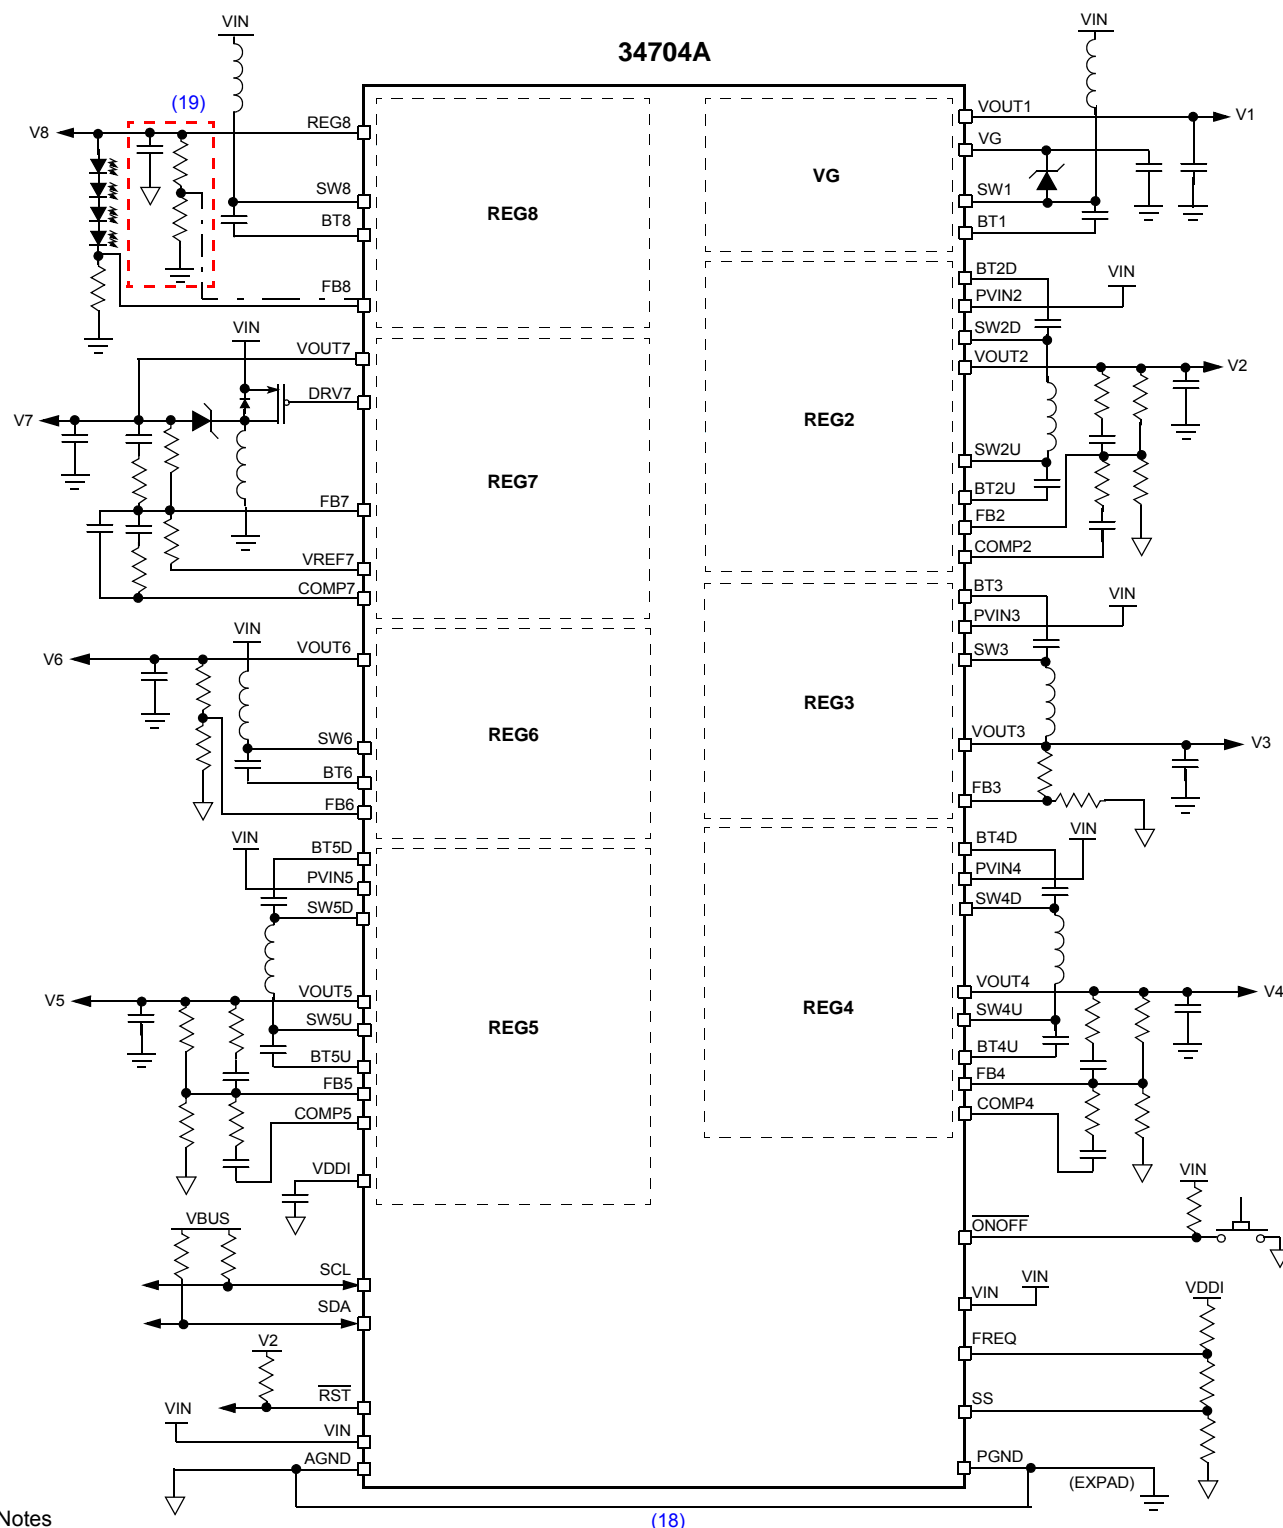 34704A
VIN
VIN
(19)
V8
REG8
SW8
BT8
FB8
REG8
VG
VOUT1
V1
VG
SW1
BT1
VIN
VOUT7
DRV7
V7
FB7
VREF7
COMP7
REG7
REG2
BT2D
VIN
PVIN2
SW2D
VOUT2
V2
SW2U
BT2U
FB2
COMP2
VIN
VOUT6
V6
SW6
BT6
FB6
REG6
REG3
BT3
VIN
PVIN3
SW3
VOUT3
V3
FB3
VIN
BT5D
PVIN5
SW5D
VOUT5
V5
SW5U
BT5U
FB5
COMP5
VDDI
REG5
REG4
BT4D
VIN
PVIN4
SW4D
VOUT4
V4
SW4U
BT4U
FB4
COMP4
VBUS
SCL
SDA
V2
RST
VIN
VIN
AGND
VIN
ONOFF
VIN
VIN
VDDI
FREQ
SS
PGND
(EXPAD)
Notes
(18)